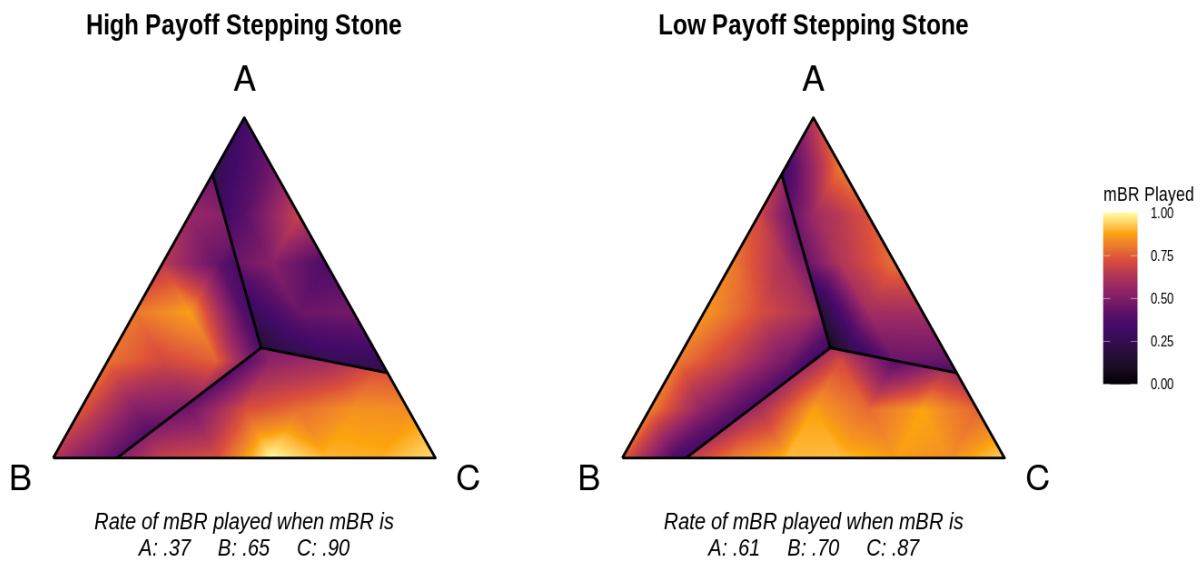 High Payoff Stepping Stone
Low Payoff Stepping Stone
A
A
mBR Played
1.00
0.75
0.50
0.25
0.00
B
C
B
C
Rate of mBR played when mBR is
A: .37 B: .65 C: .90
Rate of mBR played when mBR is
A: .61 B: .70 C: .87